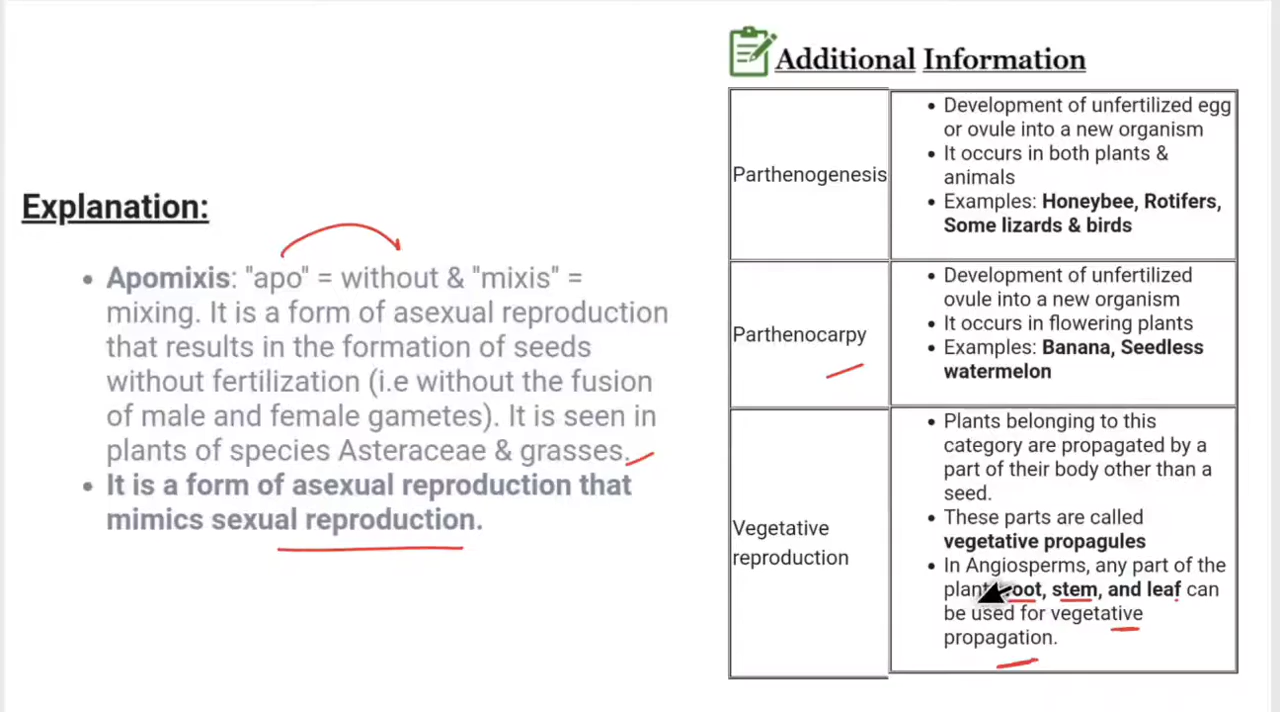 Explanation:
• Apomixis: "apo" = without & "mixis" =
mixing. It is a form of asexual reproduction
that results in the formation of seeds
without fertilization (i.e without the fusion
of male and female gametes). It is seen in
plants of species Asteraceae & grasses.
• It is a form of asexual reproduction that
mimics sexual reproduction.
Additional Information
Parthenogenesis
• Development of unfertilized egg
or ovule into a new organism
• It occurs in both plants &
animals
• Examples: Honeybee, Rotifers,
Some lizards & birds
Parthenocarpy
• Development of unfertilized
ovule into a new organism
• It occurs in flowering plants
• Examples: Banana, Seedless
watermelon
Vegetative
reproduction
• Plants belonging to this
category are propagated by a
part of their body other than a
seed.
• These parts are called
vegetative propagules
• In Angiosperms, any part of the
stem, and leaf can
be used for vegetative
propagation.